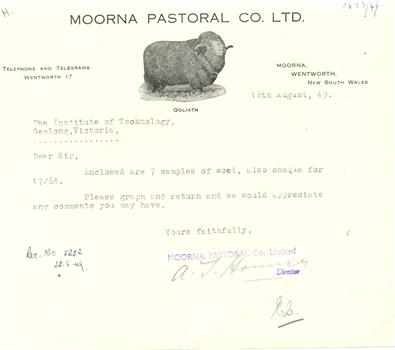 H.
MOORNA PASTORAL CO. LTD.
TELEPHONE AND TELEGRAMS
WENTWORTH 17
MOORNA,
WENTWORTH,
NEW SOUTH WALES
GOLIATH
18th August, 49.
The Institute of Tecknology,
Geelong,Victoria,
.................
Dear Sir,
Enclosed are 7 samples of wool, also cheque for
17/6d.
Please graph and return and we would appreciate
any comments you may have.
Yours faithfully,
Rec. No 5252
22.8.49.
MOORNA PASTORAL Co. Limited
Director